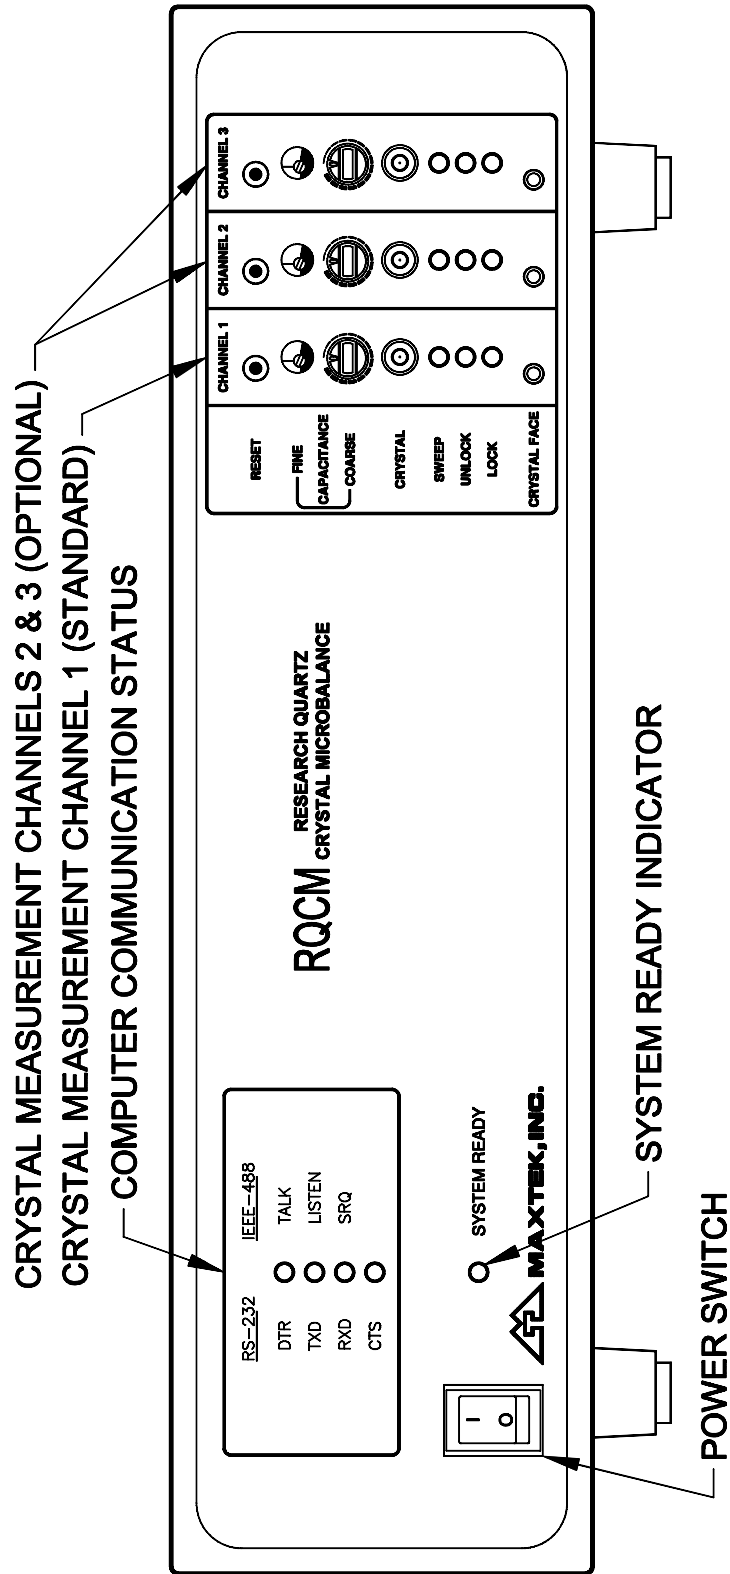 CRYSTAL MEASUREMENT CHANNELS 2 & 3 (OPTIONAL)
CRYSTAL MEASUREMENT CHANNEL 1 (STANDARD)
COMPUTER COMMUNICATION STATUS
RS-232 IEEE-488
DTR TALK
TXD LISTEN
RXD SRQ
CTS
SYSTEM READY
MAXTEK, INC.
RQCM
RESEARCH QUARTZ
CRYSTAL MICROBALANCE
CHANNEL 1 CHANNEL 2 CHANNEL 3
RESET
FINE
CAPACITANCE
COARSE
CRYSTAL
SWEEP
UNLOCK
LOCK
CRYSTAL FACE
SYSTEM READY INDICATOR
POWER SWITCH